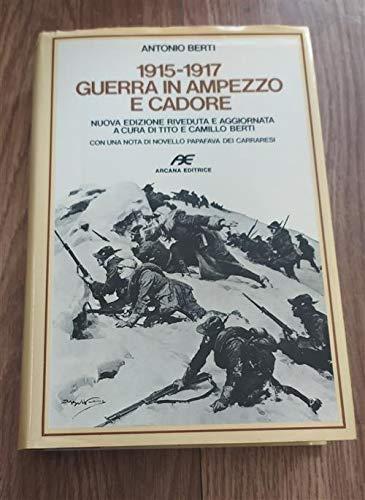 ANTONIO BERTI
1915-1917
GUERRA IN AMPEZZO
E CADORE
NUOVA EDIZIONE RIVEDUTA E AGGIORNATA
A CURA DI TITO E CAMILLO BERTI
CON UNA NOTA DI NOVELLO PAPAFAVA DEI CARRARESI
AE
ARCANA EDITRICE